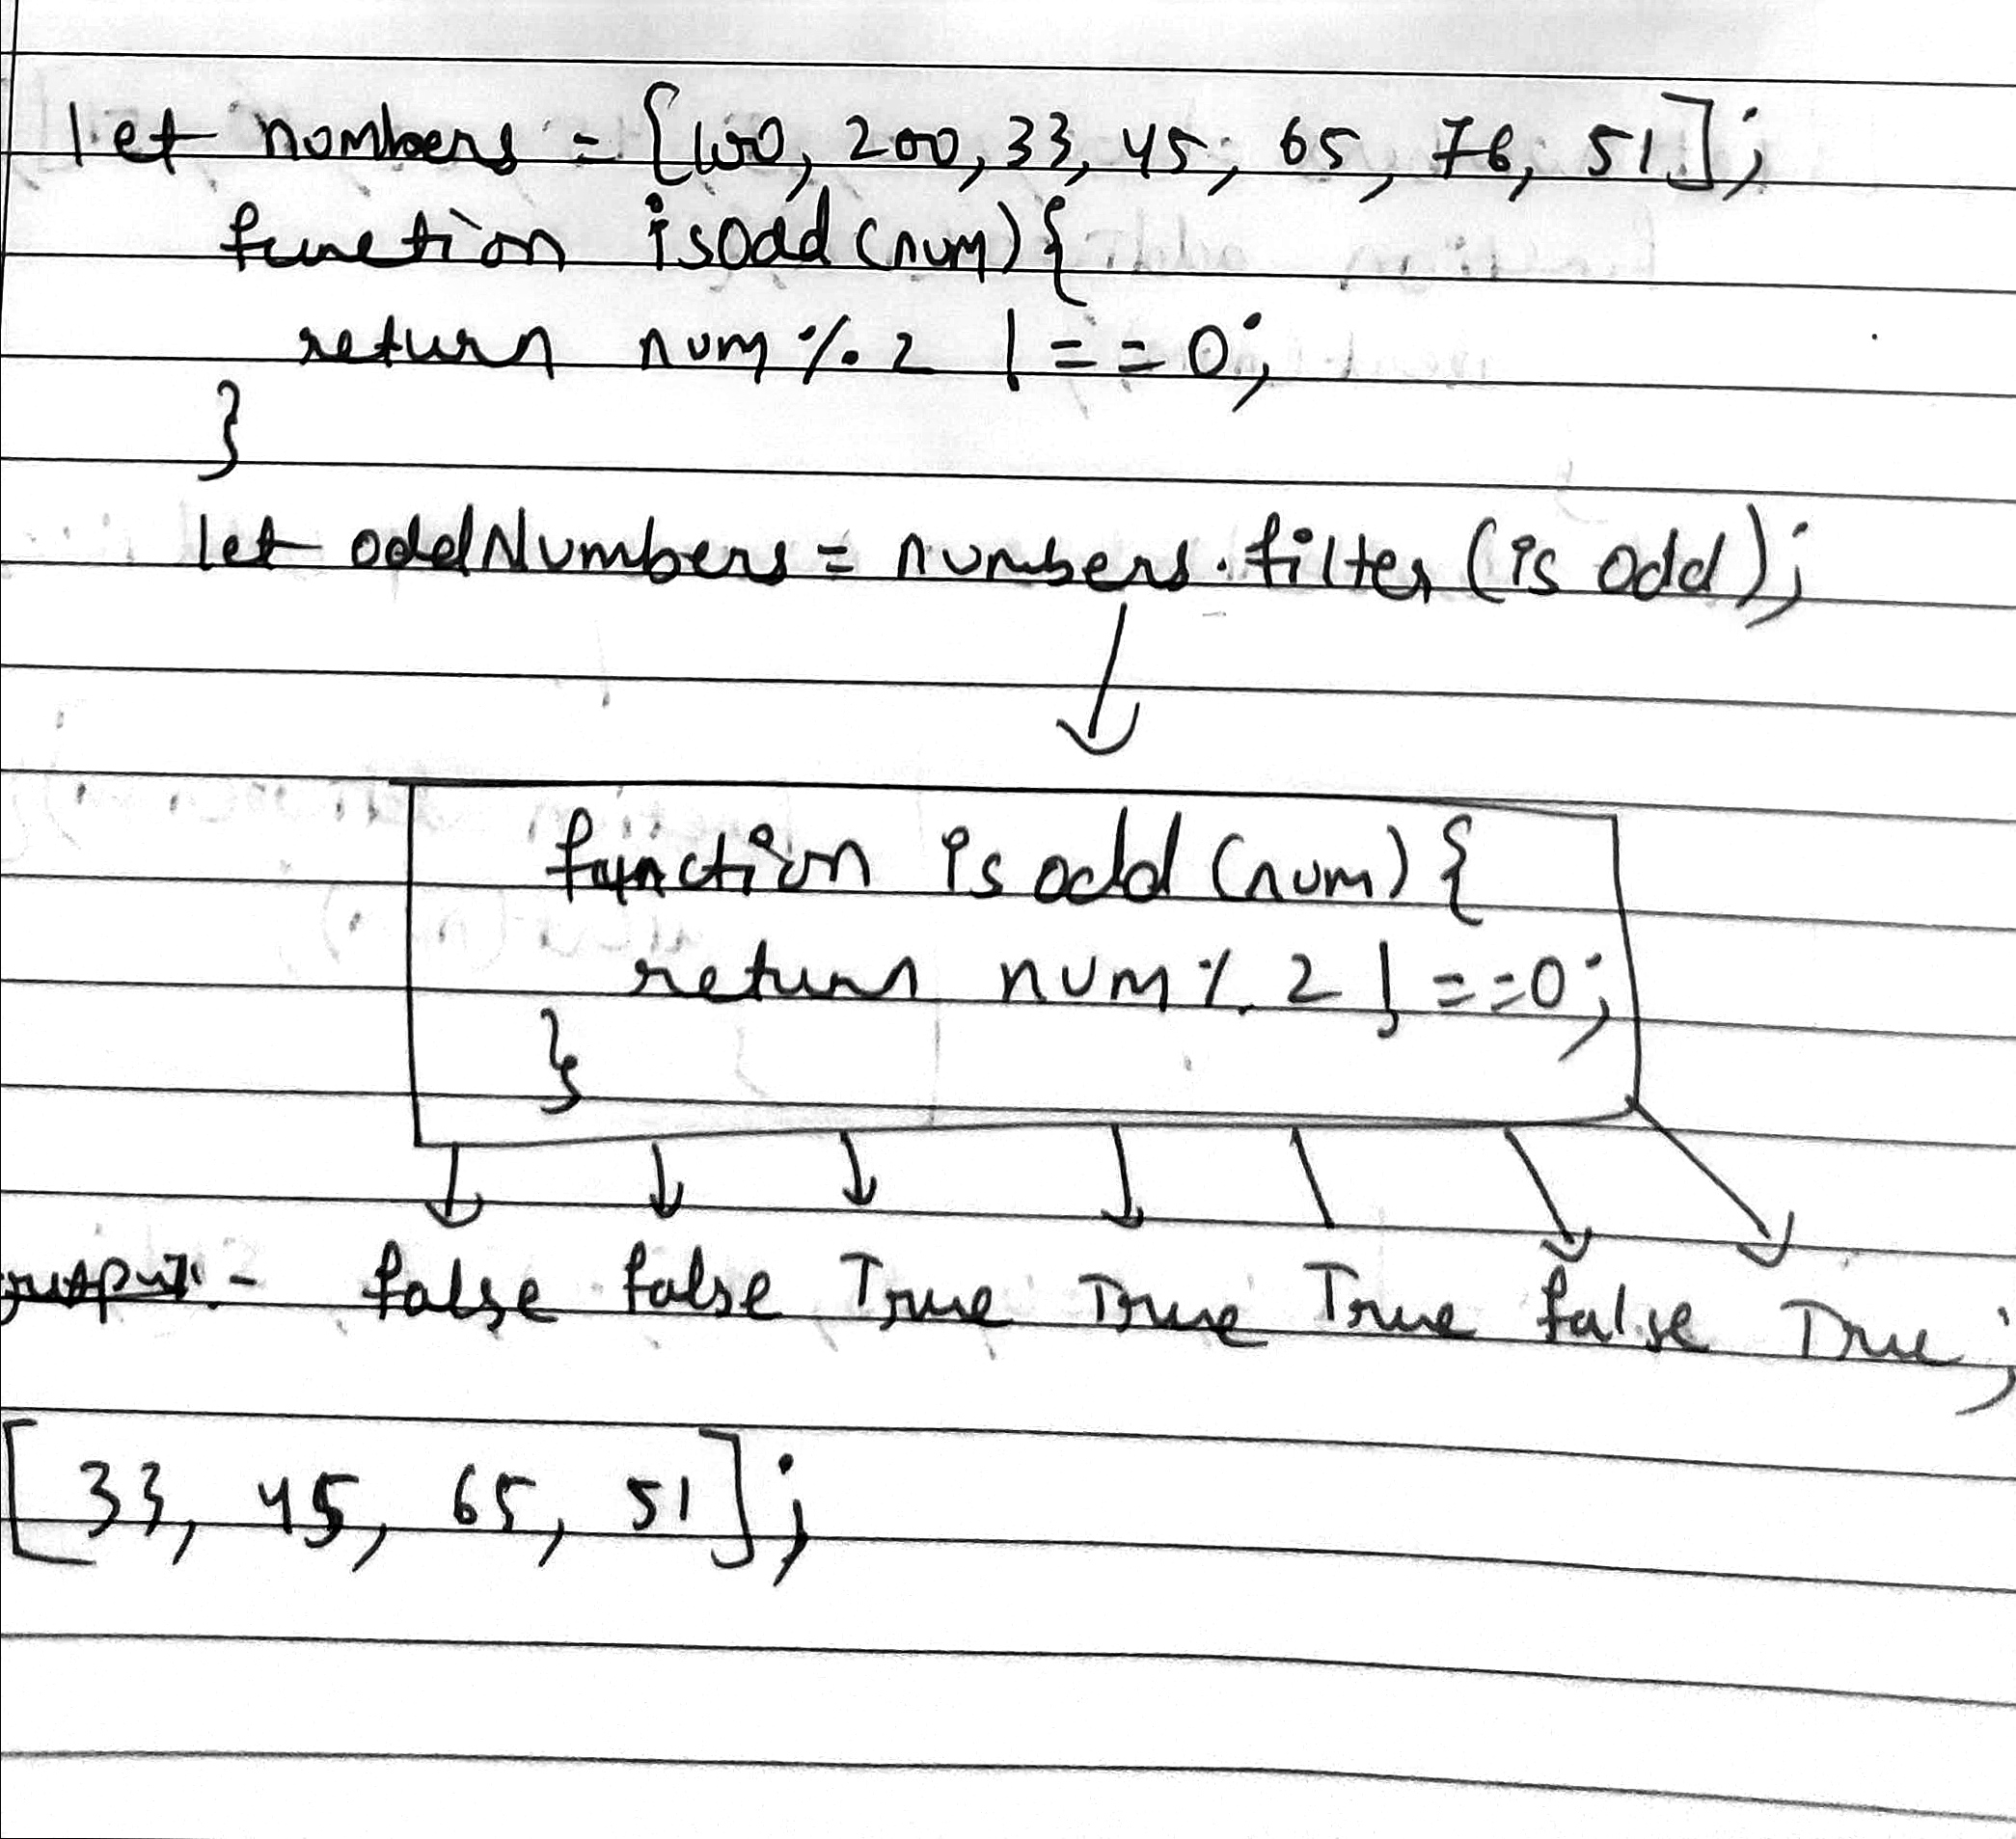 let nombers = {100, 200, 33, 45, 65, 76, 51];
function isOdd (num) {
return num % 2 !== 0;
}
let oddNumbers = numbers.filter (is Odd);
function is odd (num) {
return num % 2 !== 0;
}
output:- false false True True True false True;
[33, 45, 65, 51];